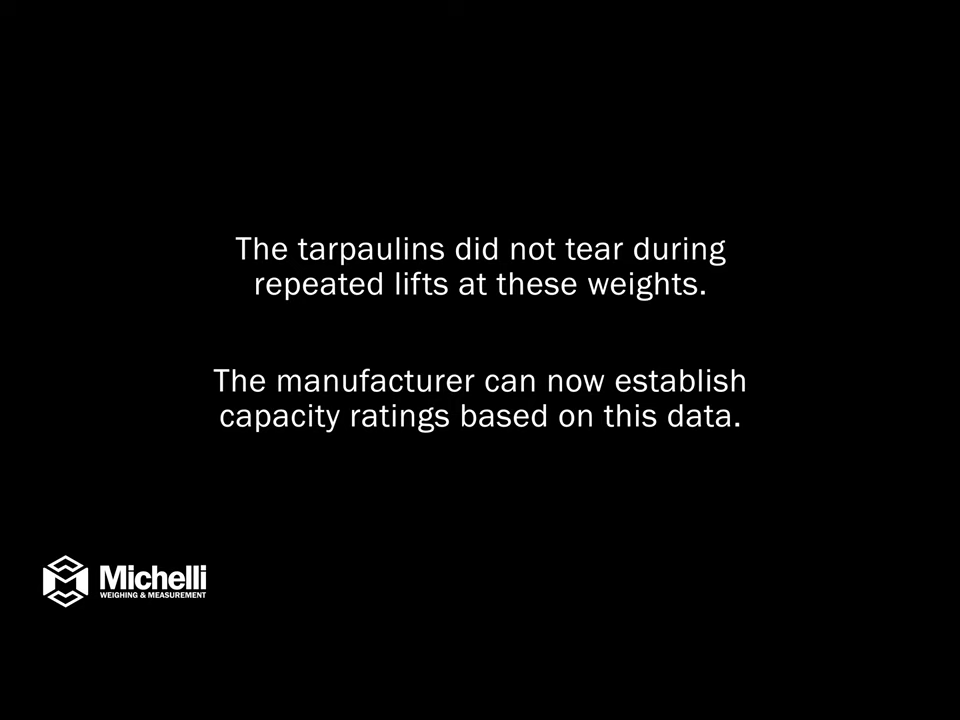 The tarpaulins did not tear during
repeated lifts at these weights.
The manufacturer can now establish
capacity ratings based on this data.
Michelli
WEIGHING & MEASUREMENT